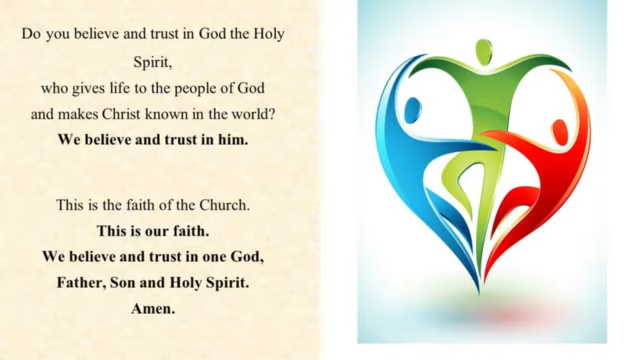 Do you believe and trust in God the Holy
Spirit,
who gives life to the people of God
and makes Christ known in the world?
We believe and trust in him.
This is the faith of the Church.
This is our faith.
We believe and trust in one God,
Father, Son and Holy Spirit.
Amen.